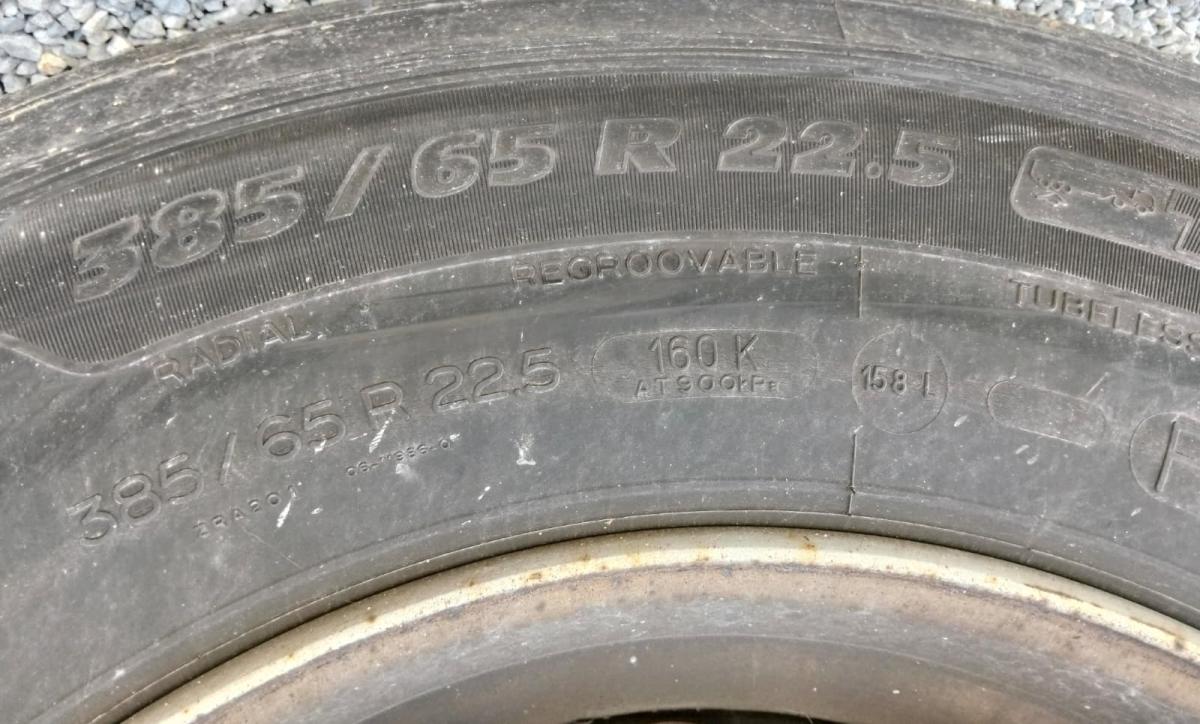 385/65 R 22.5
REGROOVABLE
TUBELESS
RADIAL
160 K
AT 900kPa
158 L
385/65 R 22.5